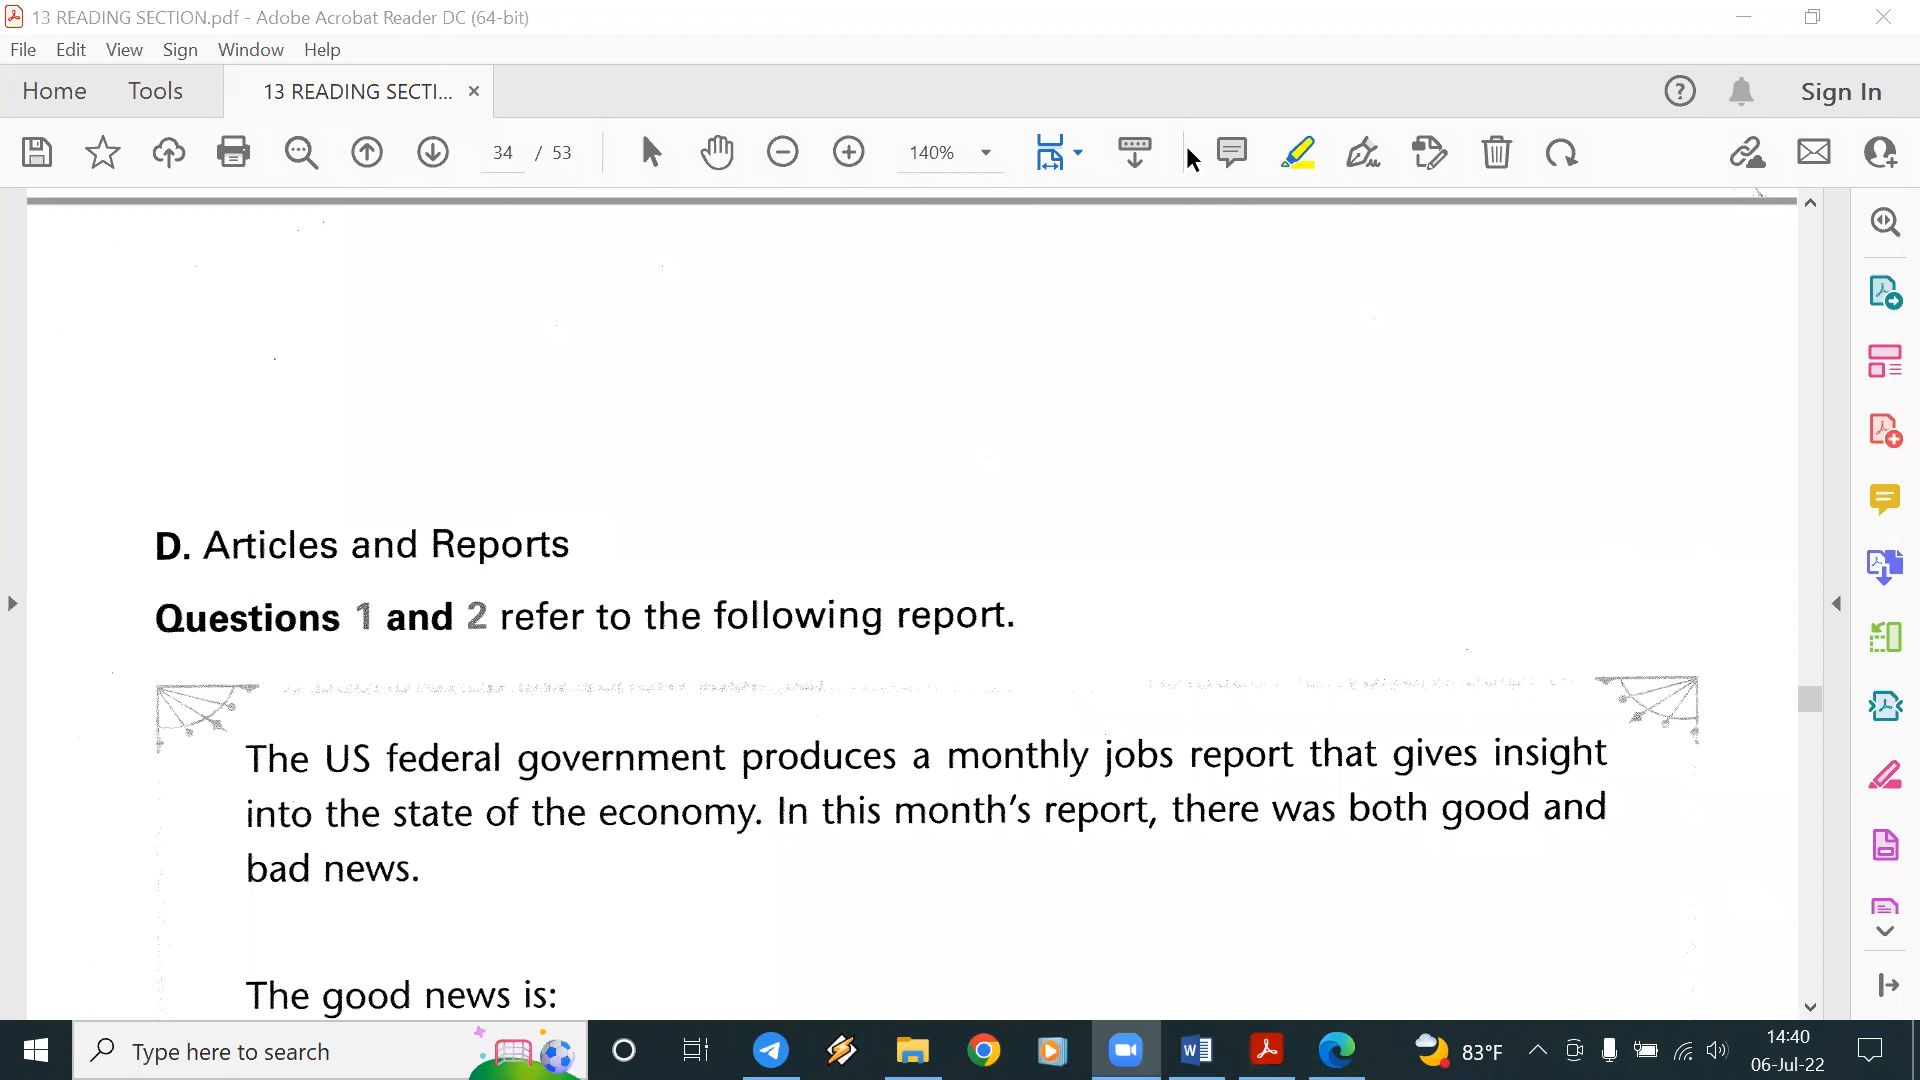 13 READING SECTION.pdf - Adobe Acrobat Reader DC (64-bit)
File Edit View Sign Window Help
Home Tools 13 READING SECTI... × Sign In
34 / 53 140%
D. Articles and Reports
Questions 1 and 2 refer to the following report.
The US federal government produces a monthly jobs report that gives insight
into the state of the economy. In this month's report, there was both good and
bad news.
The good news is:
Type here to search
83°F
14:40
06-Jul-22